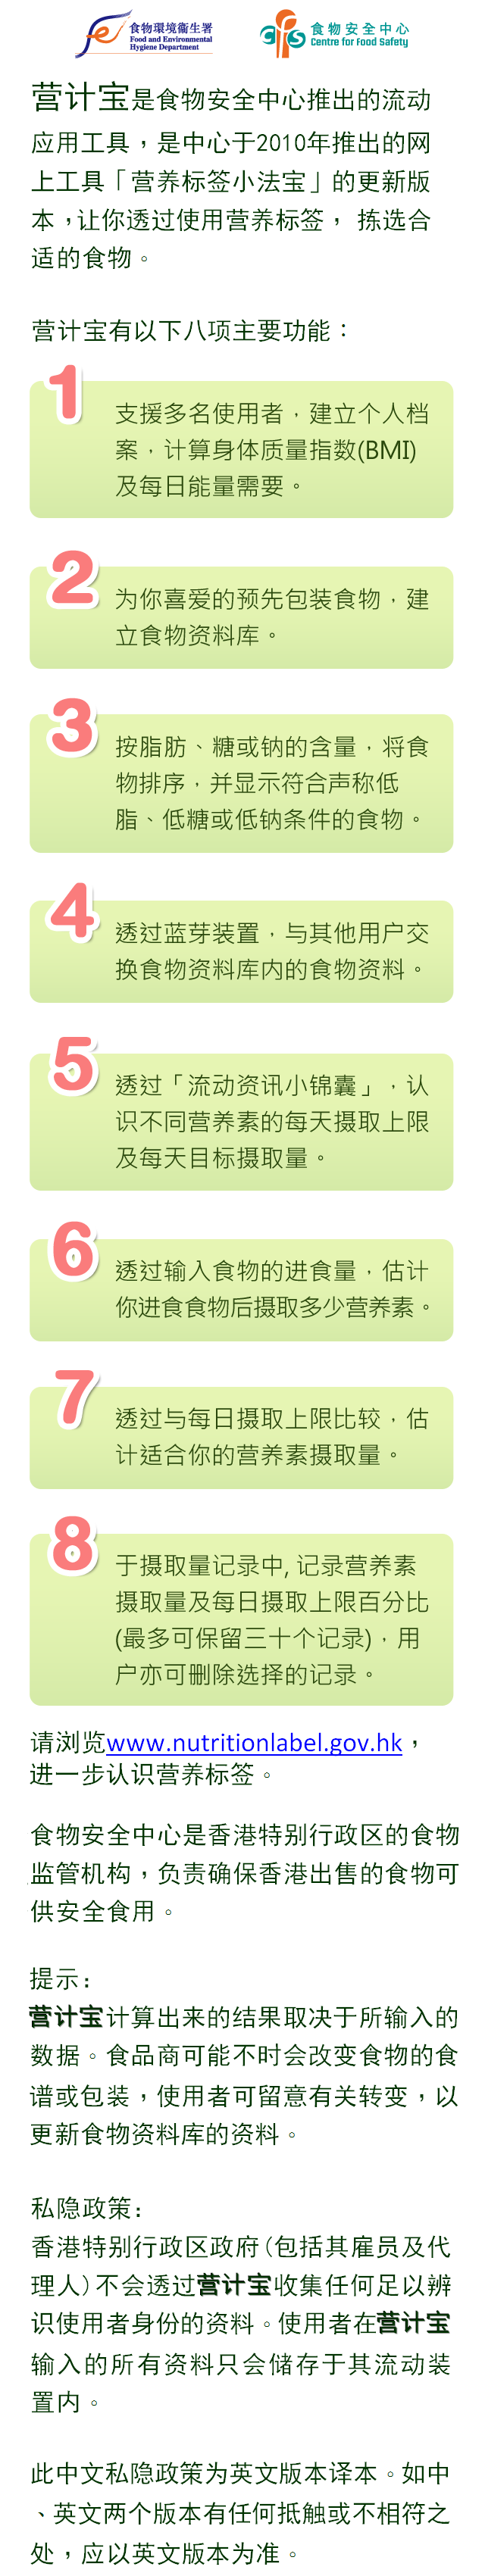 食物環境衞生署
Food and Environmental
Hygiene Department
cfs
食物安全中心
Centre for Food Safety
营计宝是食物安全中心推出的流动
应用工具，是中心于2010年推出的网
上工具「营养标签小法宝」的更新版
本，让你透过使用营养标签， 拣选合
适的食物。
营计宝有以下八项主要功能：
1
支援多名使用者，建立个人档
案，计算身体质量指数(BMI)
及每日能量需要。
2
为你喜爱的预先包装食物，建
立食物资料库。
3
按脂肪、糖或钠的含量，将食
物排序，并显示符合声称低
脂、低糖或低钠条件的食物。
4
透过蓝芽装置，与其他用户交
换食物资料库内的食物资料。
5
透过「流动资讯小锦囊」，认
识不同营养素的每天摄取上限
及每天目标摄取量。
6
透过输入食物的进食量，估计
你进食食物后摄取多少营养素。
7
透过与每日摄取上限比较，估
计适合你的营养素摄取量。
8
于摄取量记录中, 记录营养素
摄取量及每日摄取上限百分比
(最多可保留三十个记录)，用
户亦可删除选择的记录。
请浏览www.nutritionlabel.gov.hk，
进一步认识营养标签。
食物安全中心是香港特别行政区的食物
监管机构，负责确保香港出售的食物可
供安全食用。
提示:
营计宝计算出来的结果取决于所输入的
数据。食品商可能不时会改变食物的食
谱或包装，使用者可留意有关转变，以
更新食物资料库的资料。
私隐政策:
香港特别行政区政府(包括其雇员及代
理人)不会透过营计宝收集任何足以辨
识使用者身份的资料。使用者在营计宝
输入的所有资料只会储存于其流动装
置内。
此中文私隐政策为英文版本译本。如中
、英文两个版本有任何抵触或不相符之
处，应以英文版本为准。